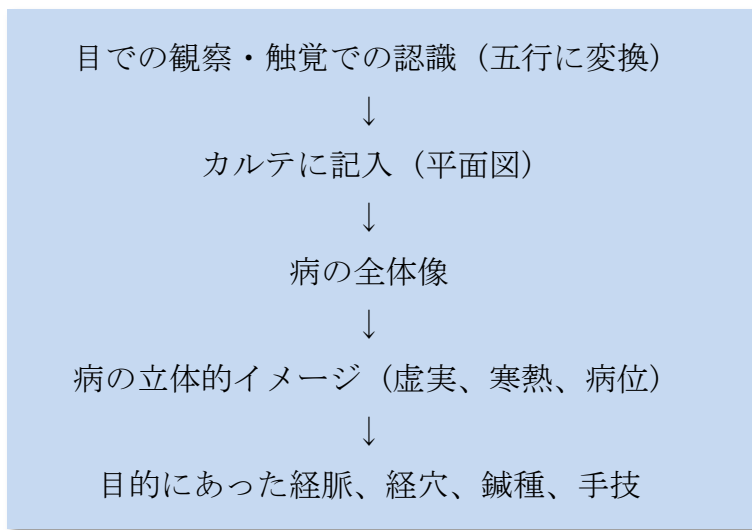 目での観察・触覚での認識（五行に変換）
↓
カルテに記入（平面図）
↓
病の全体像
↓
病の立体的イメージ（虚実、寒熱、病位）
↓
目的にあった経脈、経穴、鍼種、手技